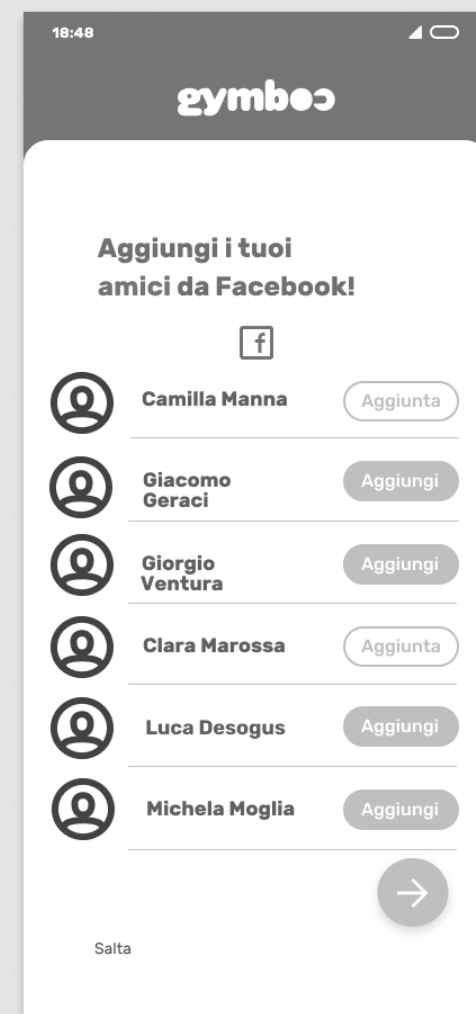 18:48
gymboo
Aggiungi i tuoi
amici da Facebook!
f
Camilla Manna
Aggiunta
Giacomo
Geraci
Aggiungi
Giorgio
Ventura
Aggiungi
Clara Marossa
Aggiunta
Luca Desogus
Aggiungi
Michela Moglia
Aggiungi
Salta